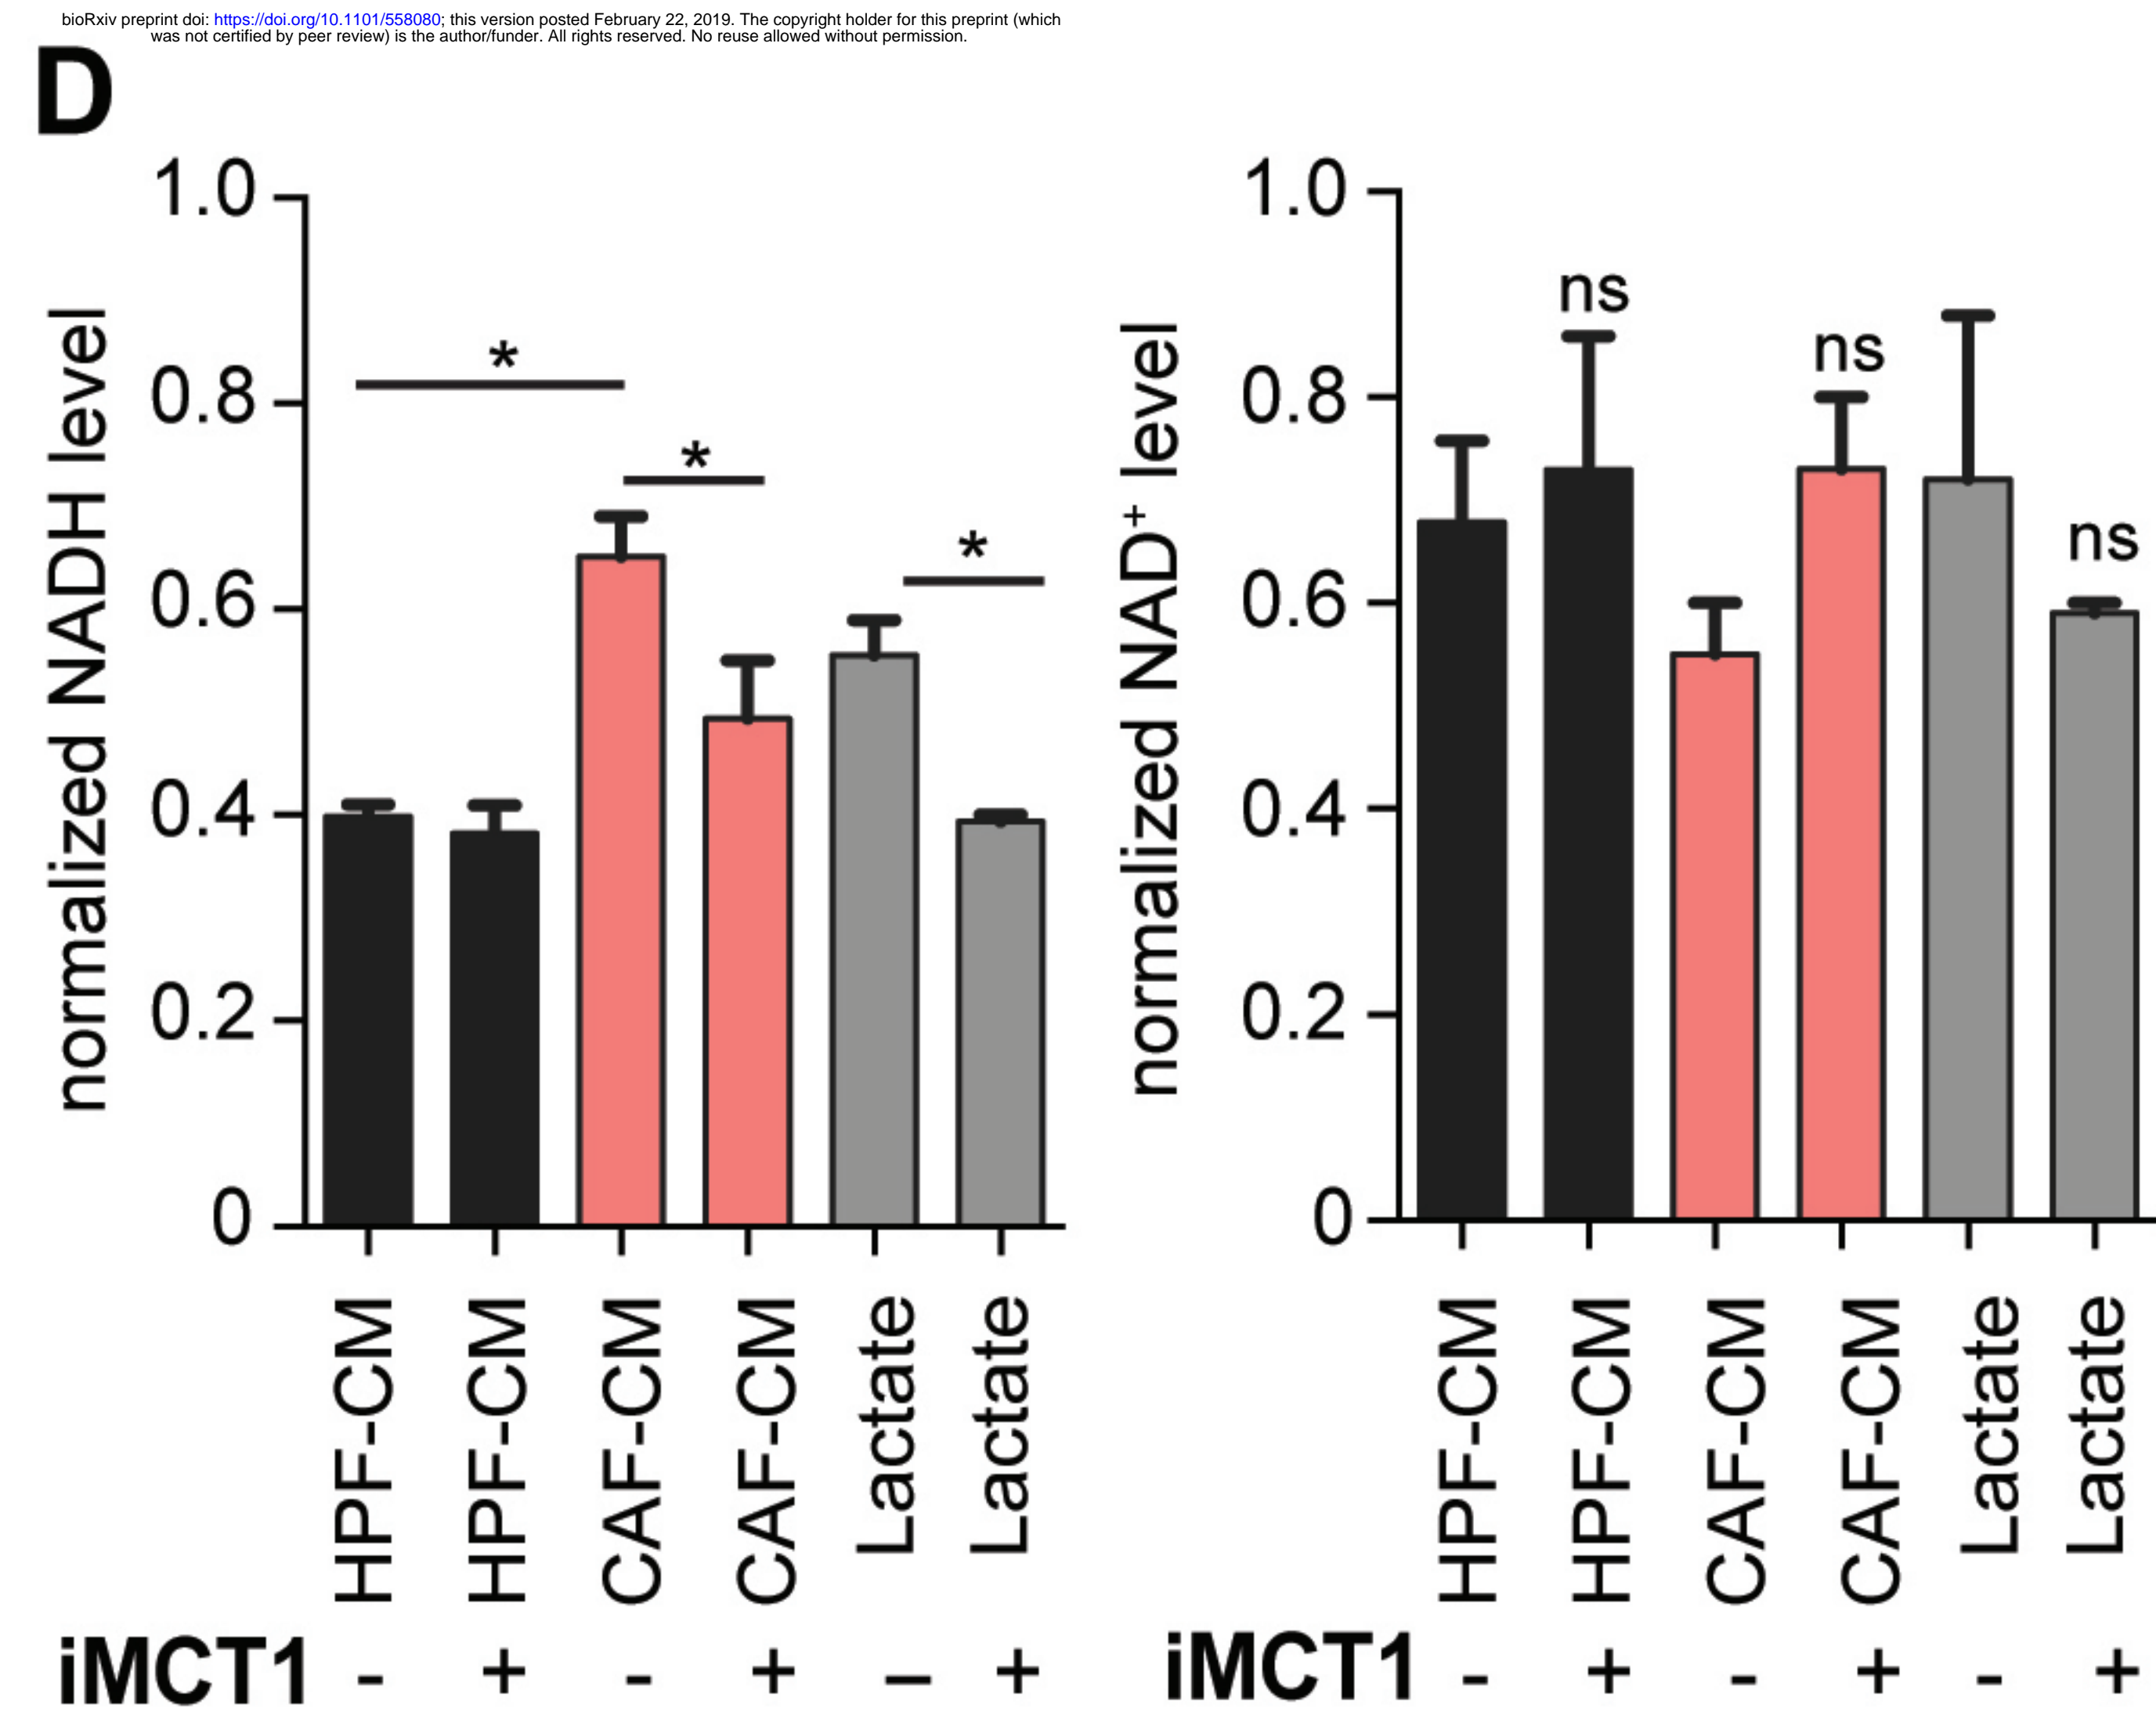 bioRxiv preprint doi: https://doi.org/10.1101/558080; this version posted February 22, 2019. The copyright holder for this preprint (which
was not certified by peer review) is the author/funder. All rights reserved. No reuse allowed without permission.
D
normalized NADH level
1.0
0.8
0.6
0.4
0.2
0
*
*
*
HPF-CM
HPF-CM
CAF-CM
CAF-CM
Lactate
Lactate
iMCT1 - + - + – +
normalized NAD+ level
1.0
0.8
0.6
0.4
0.2
0
ns
ns
ns
HPF-CM
HPF-CM
CAF-CM
CAF-CM
Lactate
Lactate
iMCT1 - + - + - +